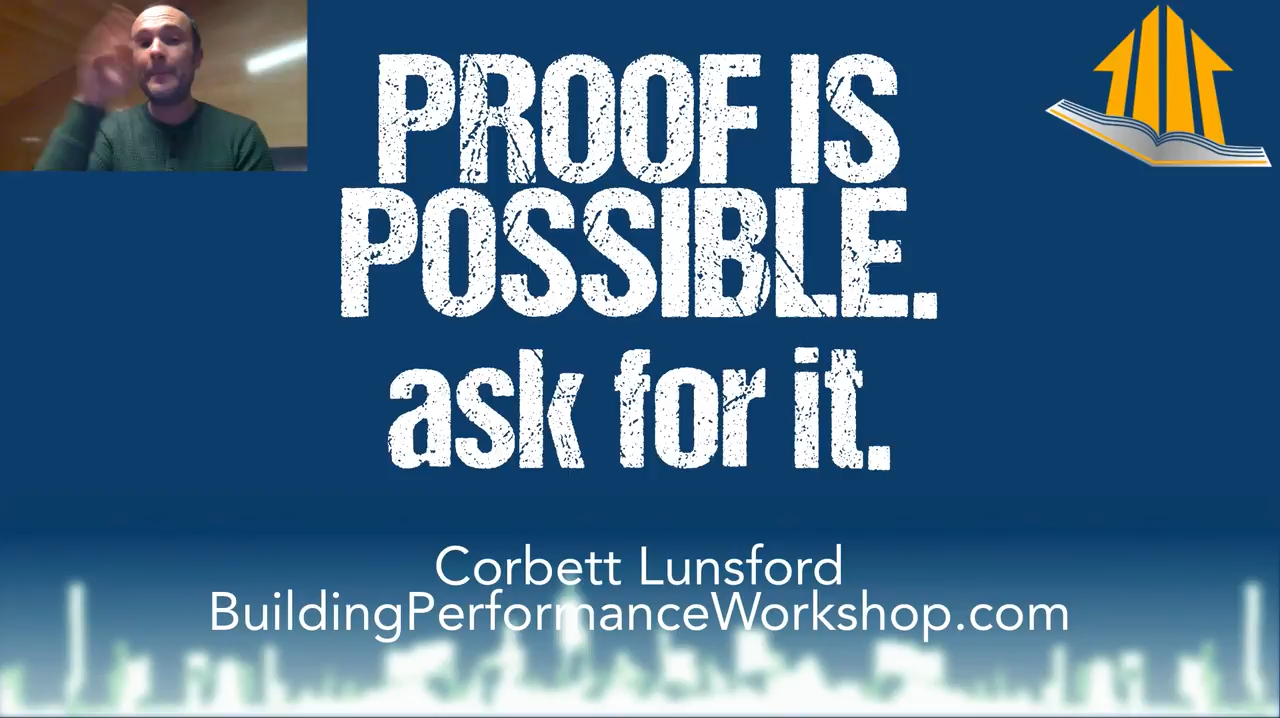 PROOF IS
POSSIBLE.
ask for it.
Corbett Lunsford
BuildingPerformanceWorkshop.com